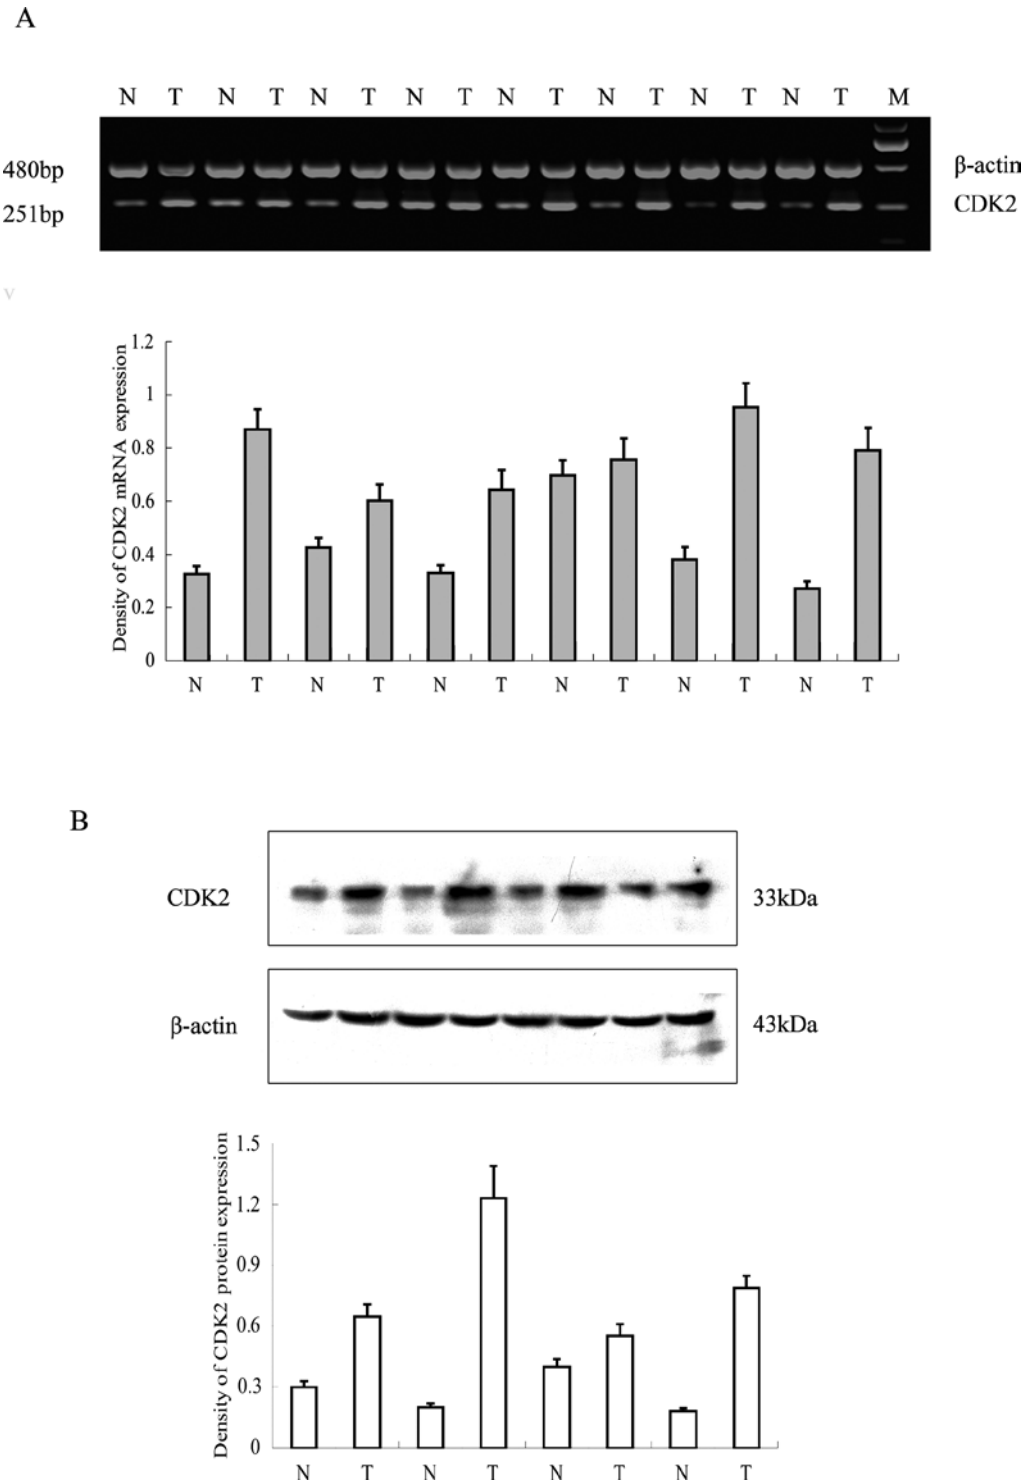 A
N T N T N T N T N T N T N T N T M
480bp β-actin
251bp CDK2
v
Density of CDK2 mRNA expression
1.2
1
0.8
0.6
0.4
0.2
0
N T N T N T N T N T N T
B
CDK2 33kDa
β-actin 43kDa
Density of CDK2 protein expression
1.5
1.2
0.9
0.6
0.3
0
N T N T N T N T